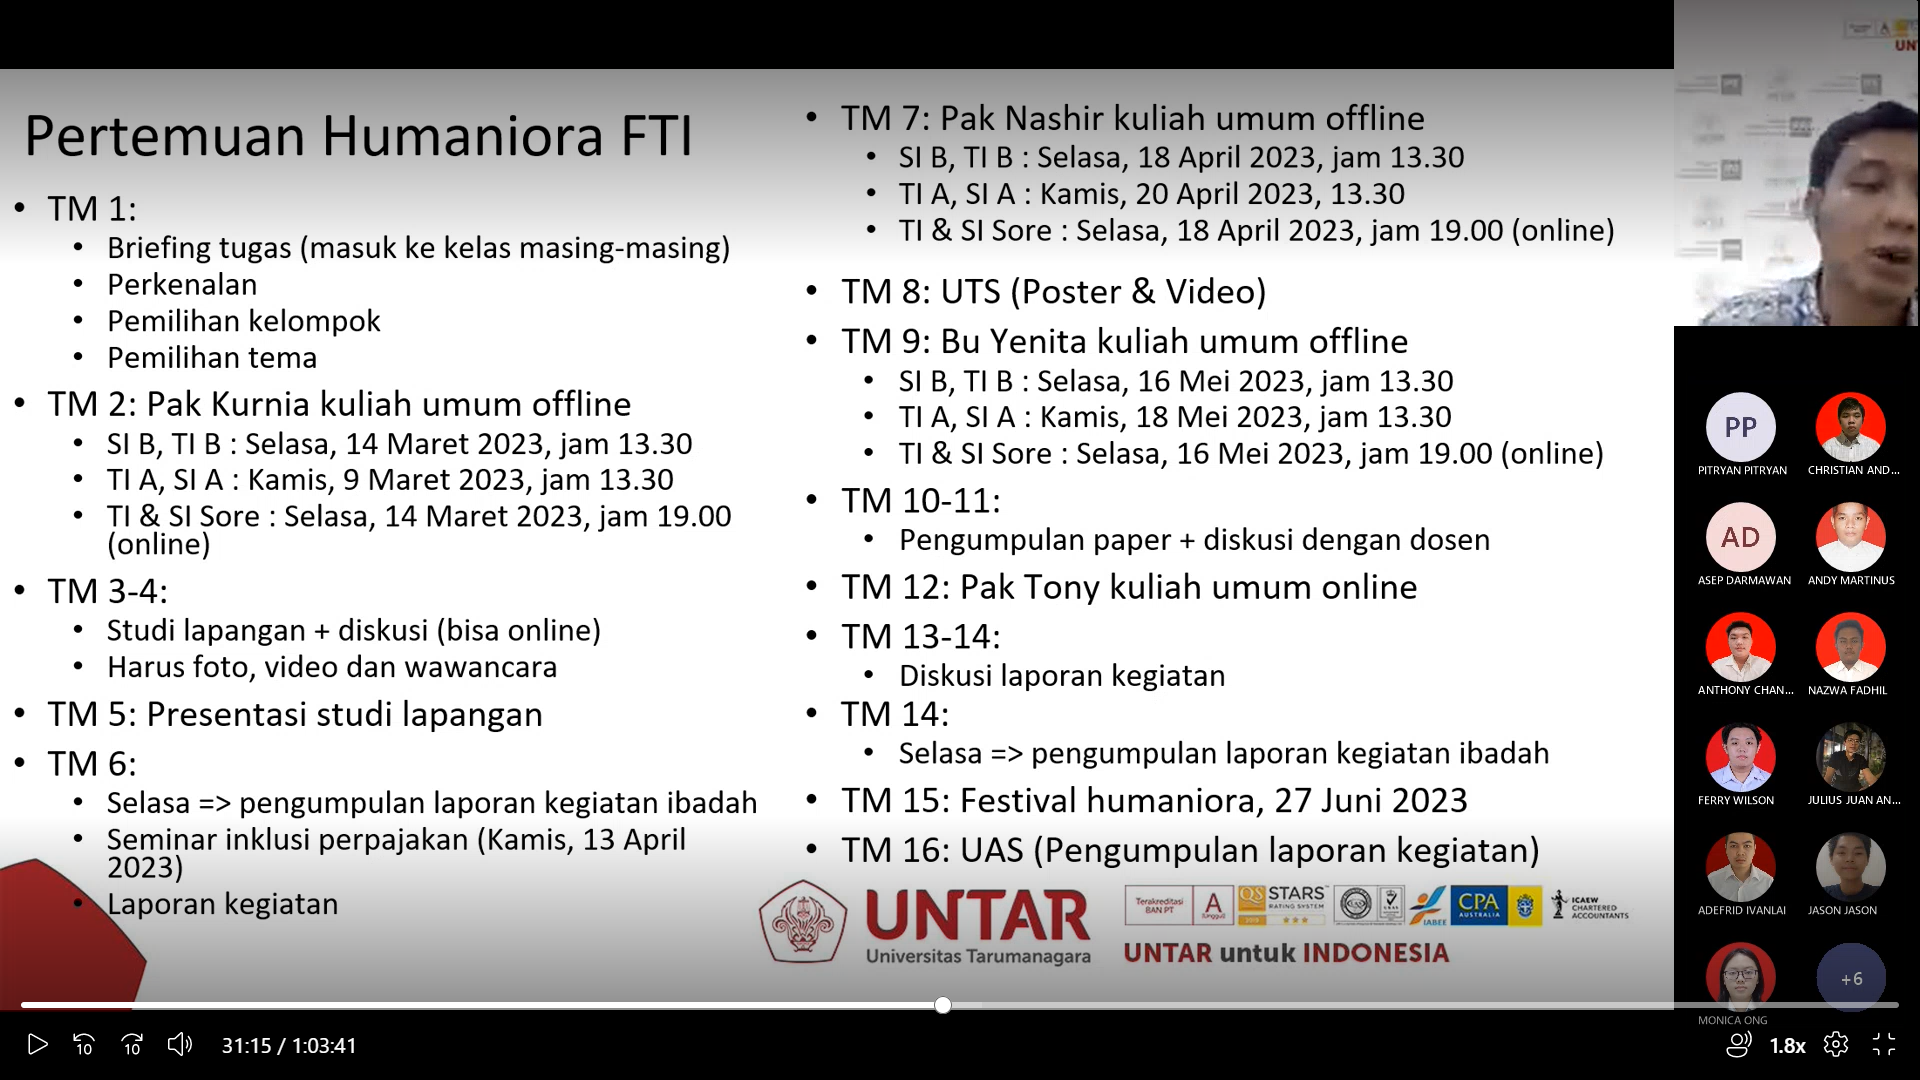 Pertemuan Humaniora FTI
• TM 1:
• Briefing tugas (masuk ke kelas masing-masing)
• Perkenalan
• Pemilihan kelompok
• Pemilihan tema
• TM 2: Pak Kurnia kuliah umum offline
• SI B, TI B : Selasa, 14 Maret 2023, jam 13.30
• TI A, SI A : Kamis, 9 Maret 2023, jam 13.30
• TI & SI Sore : Selasa, 14 Maret 2023, jam 19.00
(online)
• TM 3-4:
• Studi lapangan + diskusi (bisa online)
• Harus foto, video dan wawancara
• TM 5: Presentasi studi lapangan
• TM 6:
• Selasa => pengumpulan laporan kegiatan ibadah
• Seminar inklusi perpajakan (Kamis, 13 April
2023)
• Laporan kegiatan
• TM 7: Pak Nashir kuliah umum offline
• SI B, TI B : Selasa, 18 April 2023, jam 13.30
• TI A, SI A : Kamis, 20 April 2023, 13.30
• TI & SI Sore : Selasa, 18 April 2023, jam 19.00 (online)
• TM 8: UTS (Poster & Video)
• TM 9: Bu Yenita kuliah umum offline
• SI B, TI B : Selasa, 16 Mei 2023, jam 13.30
• TI A, SI A : Kamis, 18 Mei 2023, jam 13.30
• TI & SI Sore : Selasa, 16 Mei 2023, jam 19.00 (online)
• TM 10-11:
• Pengumpulan paper + diskusi dengan dosen
• TM 12: Pak Tony kuliah umum online
• TM 13-14:
• Diskusi laporan kegiatan
• TM 14:
• Selasa => pengumpulan laporan kegiatan ibadah
• TM 15: Festival humaniora, 27 Juni 2023
• TM 16: UAS (Pengumpulan laporan kegiatan)
UNTAR
Universitas Tarumanagara
Terakreditasi
BAN PT
A
Unggul
QS STARS
RATING SYSTEM
IABEE
CPA
AUSTRALIA
ICAEW
CHARTERED
ACCOUNTANTS
UNTAR untuk INDONESIA
UN
PP
PITRYAN PITRYAN
CHRISTIAN AND...
AD
ASEP DARMAWAN
ANDY MARTINUS
ANTHONY CHAN...
NAZWA FADHIL
FERRY WILSON
JULIUS JUAN AN...
ADEFRID IVANLAI
JASON JASON
MONICA ONG
+6
10
10
31:15 / 1:03:41
1.8x